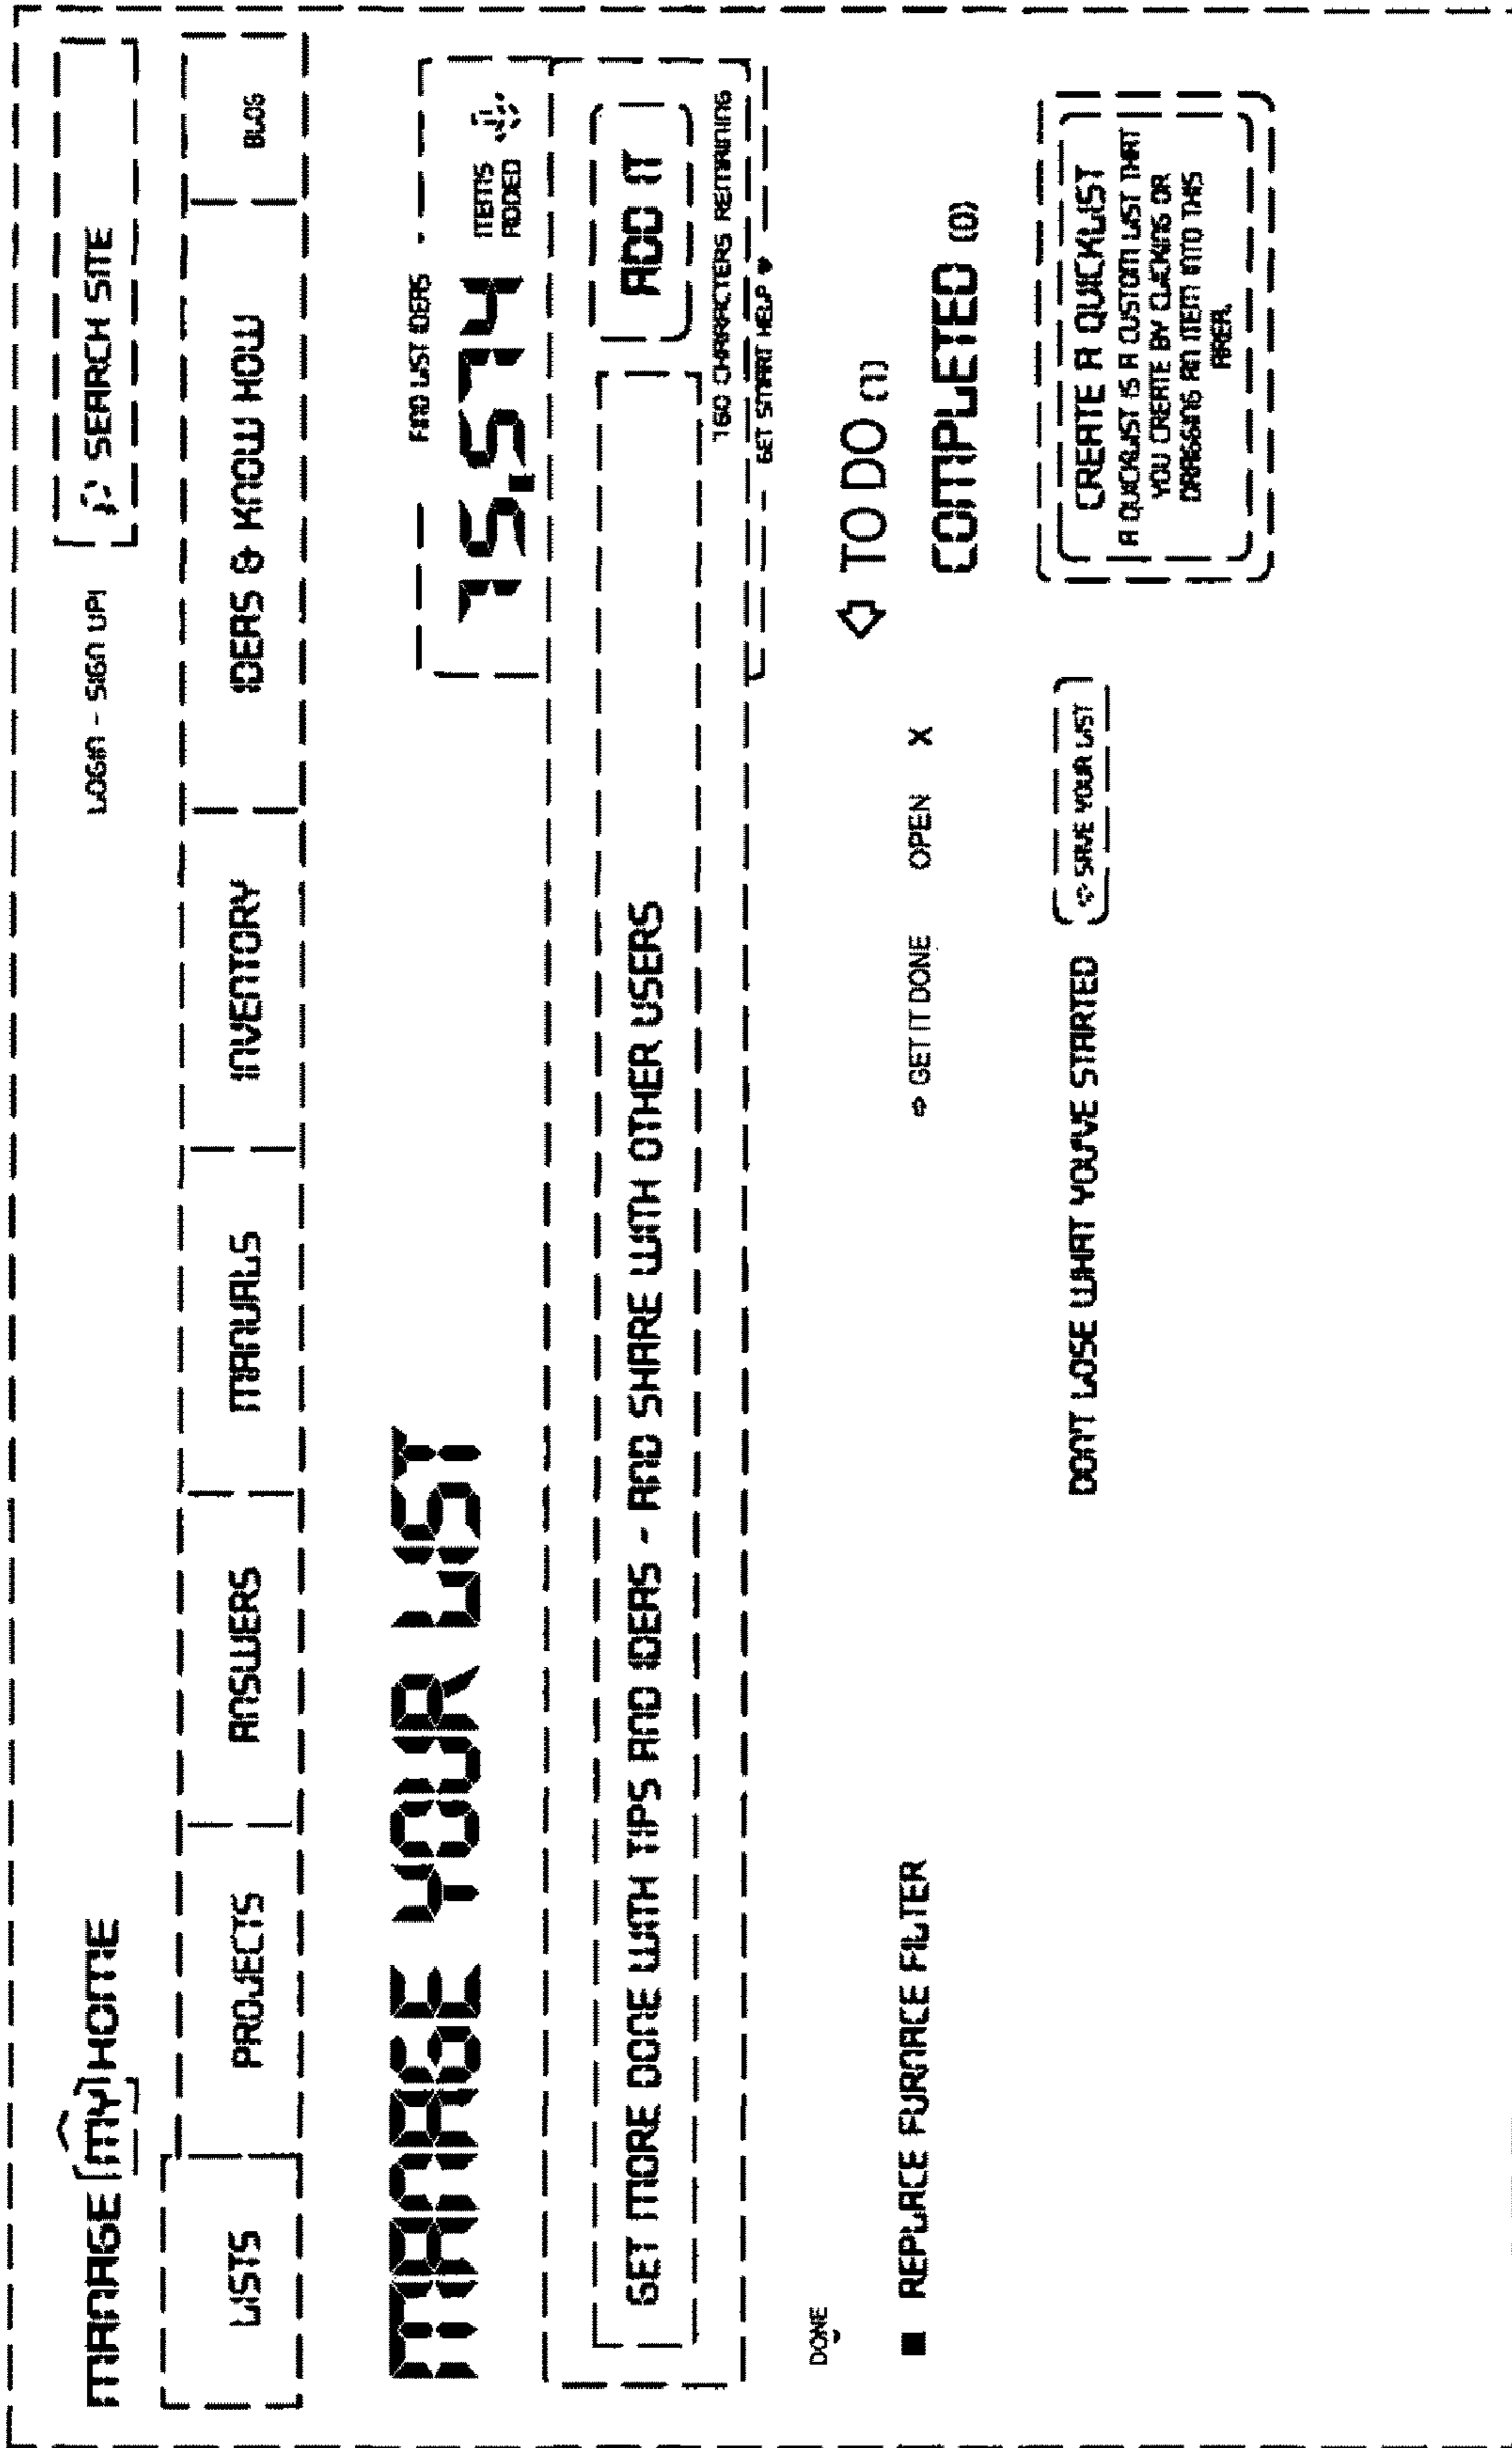 MANAGE MY HOME
LOGIN - SIGN UP!
SEARCH SITE
LISTS
PROJECTS
ANSWERS
MANUALS
INVENTORY
IDEAS & KNOW HOW
BLOG
MANAGE YOUR LIST
FIND LIST IDEAS
ITEMS
ADDED
GET MORE DONE WITH TIPS AND IDEAS - AND SHARE WITH OTHER USERS
ADD IT
160 CHARACTERS REMAINING
GET SMART HELP
DONE
TO DO (1)
REPLACE FURNACE FILTER
GET IT DONE
OPEN
X
COMPLETED (0)
DON'T LOSE WHAT YOU'VE STARTED
SAVE YOUR LIST
CREATE A QUICKLIST
A QUICKLIST IS A CUSTOM LIST THAT
YOU CREATE BY CLICKING OR
DRAGGING AN ITEM INTO THIS
AREA.